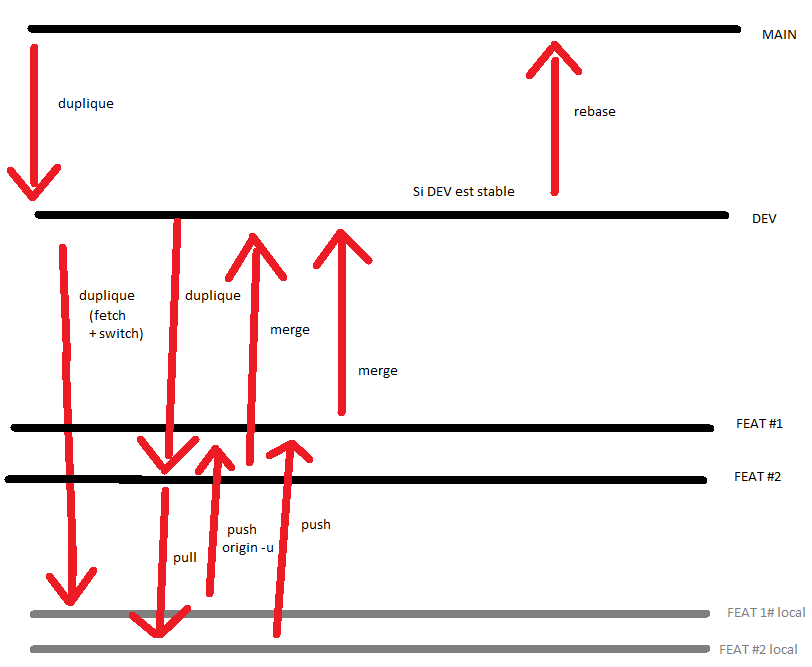 MAIN
duplique
rebase
Si DEV est stable
DEV
duplique
(fetch
+ switch)
duplique
merge
merge
FEAT #1
FEAT #2
push
origin -u
push
pull
FEAT 1# local
FEAT #2 local